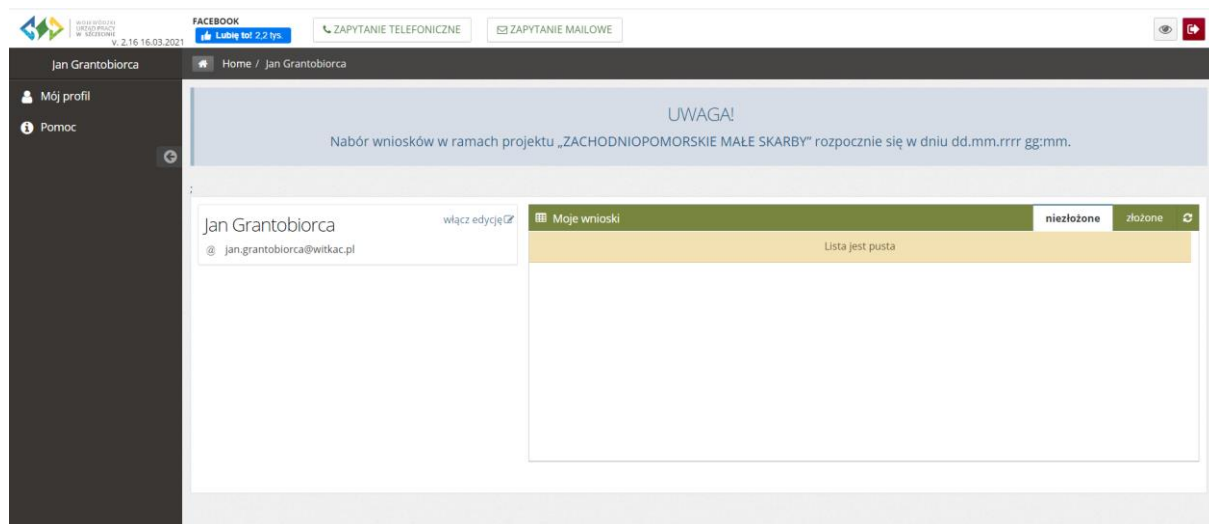 WOJEWÓDZKI
URZĄD PRACY
W SZCZECINIE
v. 2.16 16.03.2021
FACEBOOK
Lubię to! 2,2 tys.
ZAPYTANIE TELEFONICZNE
ZAPYTANIE MAILOWE
Jan Grantobiorca
Home / Jan Grantobiorca
Mój profil
Pomoc
UWAGA!
Nabór wniosków w ramach projektu „ZACHODNIOPOMORSKIE MAŁE SKARBY” rozpocznie się w dniu dd.mm.rrrr gg:mm.
;
Jan Grantobiorca
włącz edycję
@ jan.grantobiorca@witkac.pl
Moje wnioski
niezłożone
złożone
Lista jest pusta